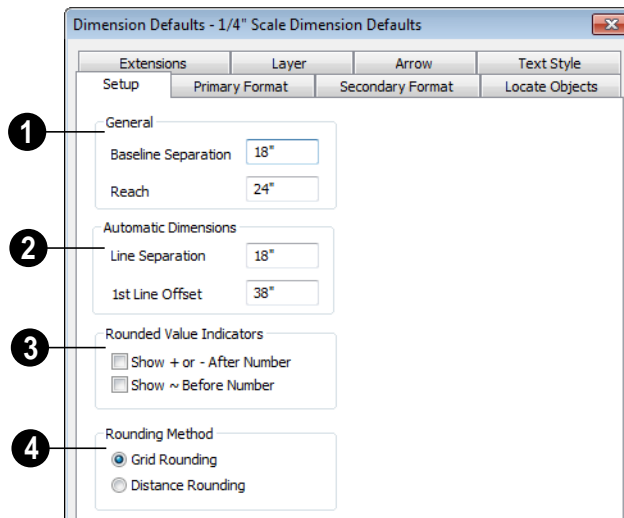 Dimension Defaults - 1/4" Scale Dimension Defaults
Extensions Layer Arrow Text Style
Setup Primary Format Secondary Format Locate Objects
1
General
Baseline Separation 18"
Reach 24"
2
Automatic Dimensions
Line Separation 18"
1st Line Offset 38"
3
Rounded Value Indicators
Show + or - After Number
Show ~ Before Number
4
Rounding Method
Grid Rounding
Distance Rounding